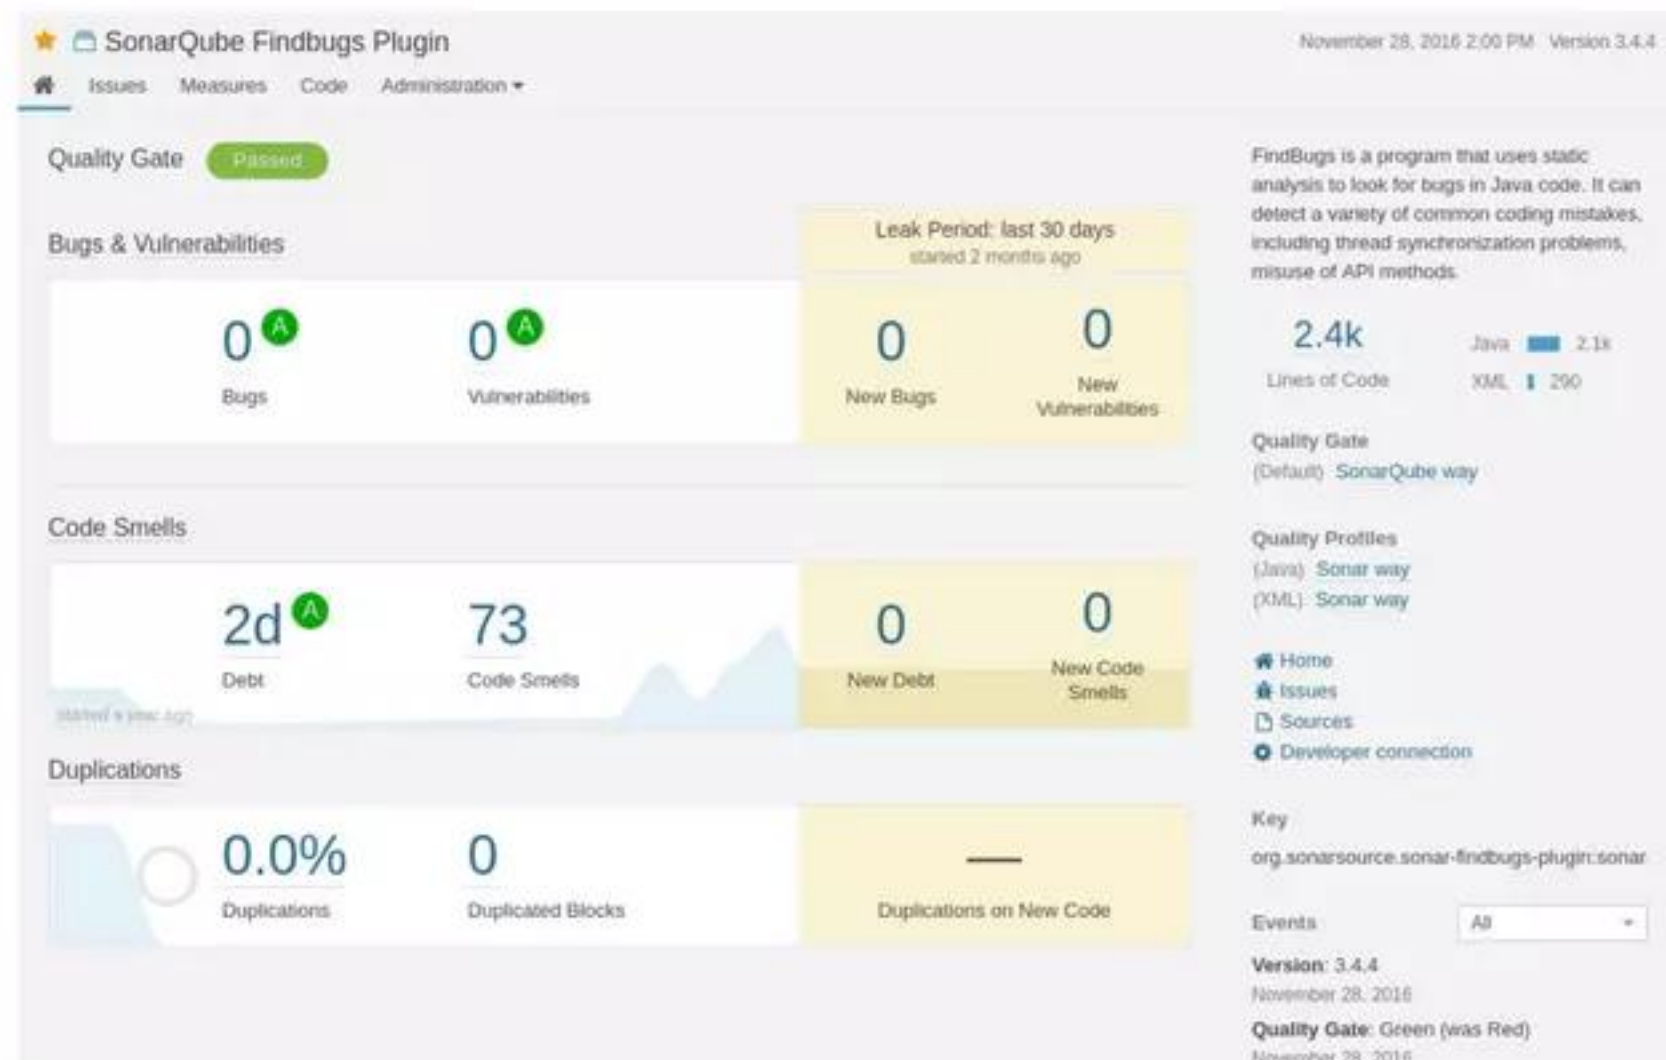 SonarQube Findbugs Plugin
November 28, 2016 2:00 PM Version 3.4.4
Issues Measures Code Administration
Quality Gate Passed
Bugs & Vulnerabilities
Leak Period: last 30 days
started 2 months ago
0 A
Bugs
0 A
Vulnerabilities
0
New Bugs
0
New
Vulnerabilities
Code Smells
2d A
Debt
73
Code Smells
0
New Debt
0
New Code
Smells
started a year ago
Duplications
0.0%
Duplications
0
Duplicated Blocks
—
Duplications on New Code
FindBugs is a program that uses static
analysis to look for bugs in Java code. It can
detect a variety of common coding mistakes,
including thread synchronization problems,
misuse of API methods.
2.4k
Lines of Code
Java 2.1k
XML 290
Quality Gate
(Default) SonarQube way
Quality Profiles
(Java) Sonar way
(XML) Sonar way
Home
Issues
Sources
Developer connection
Key
org.sonarsource.sonar-findbugs-plugin:sonar
Events All
Version: 3.4.4
November 28, 2016
Quality Gate: Green (was Red)
November 28, 2016